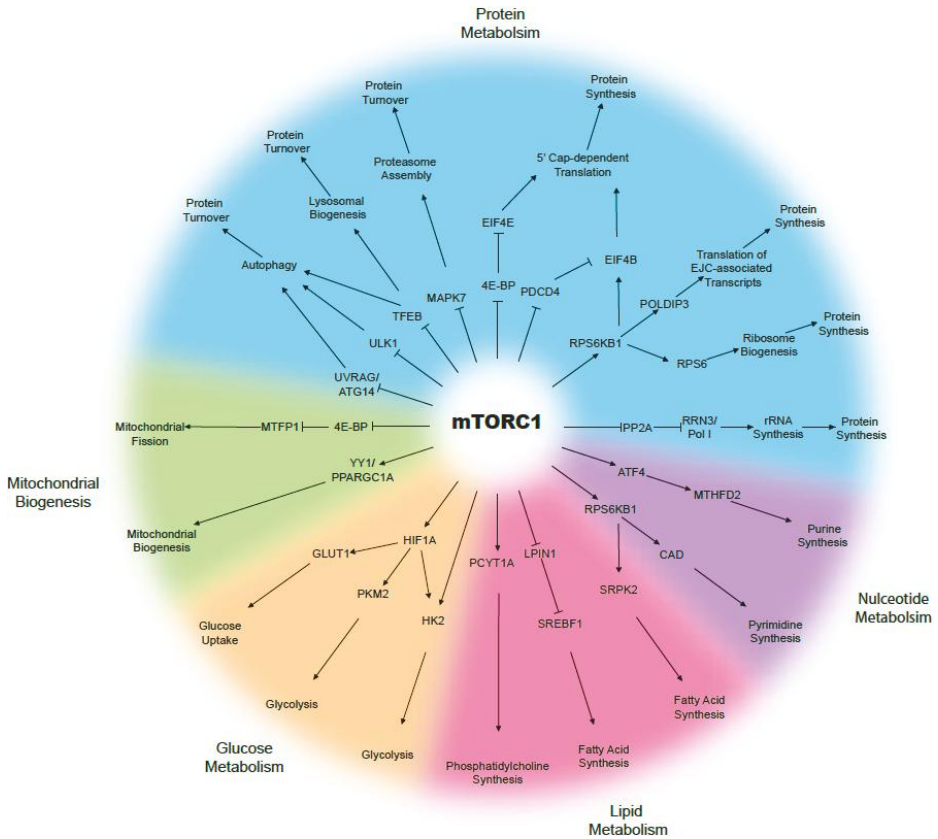 Protein
Metabolsim
Protein
Turnover
Protein
Synthesis
Protein
Turnover
Proteasome
Assembly
5' Cap-dependent
Translation
Protein
Turnover
Lysosomal
Biogenesis
EIF4E
Protein
Synthesis
Autophagy
EIF4B
Translation of
EJC-associated
Transcripts
MAPK7
4E-BP
PDCD4
POLDIP3
TFEB
Protein
Synthesis
ULK1
RPS6KB1
Ribosome
Biogenesis
RPS6
UVRAG/
ATG14
mTORC1
Mitochondrial
Fission
MTFP1
4E-BP
IPP2A
RRN3/
Pol I
rRNA
Synthesis
Protein
Synthesis
YY1/
PPARGC1A
ATF4
Mitochondrial
Biogenesis
MTHFD2
RPS6KB1
Mitochondrial
Biogenesis
Purine
Synthesis
HIF1A
GLUT1
PCYT1A
LPIN1
CAD
PKM2
SRPK2
Nulceotide
Metabolsim
Glucose
Uptake
HK2
SREBF1
Pyrimidine
Synthesis
Glycolysis
Fatty Acid
Synthesis
Glucose
Metabolism
Glycolysis
Phosphatidylcholine
Synthesis
Fatty Acid
Synthesis
Lipid
Metabolism